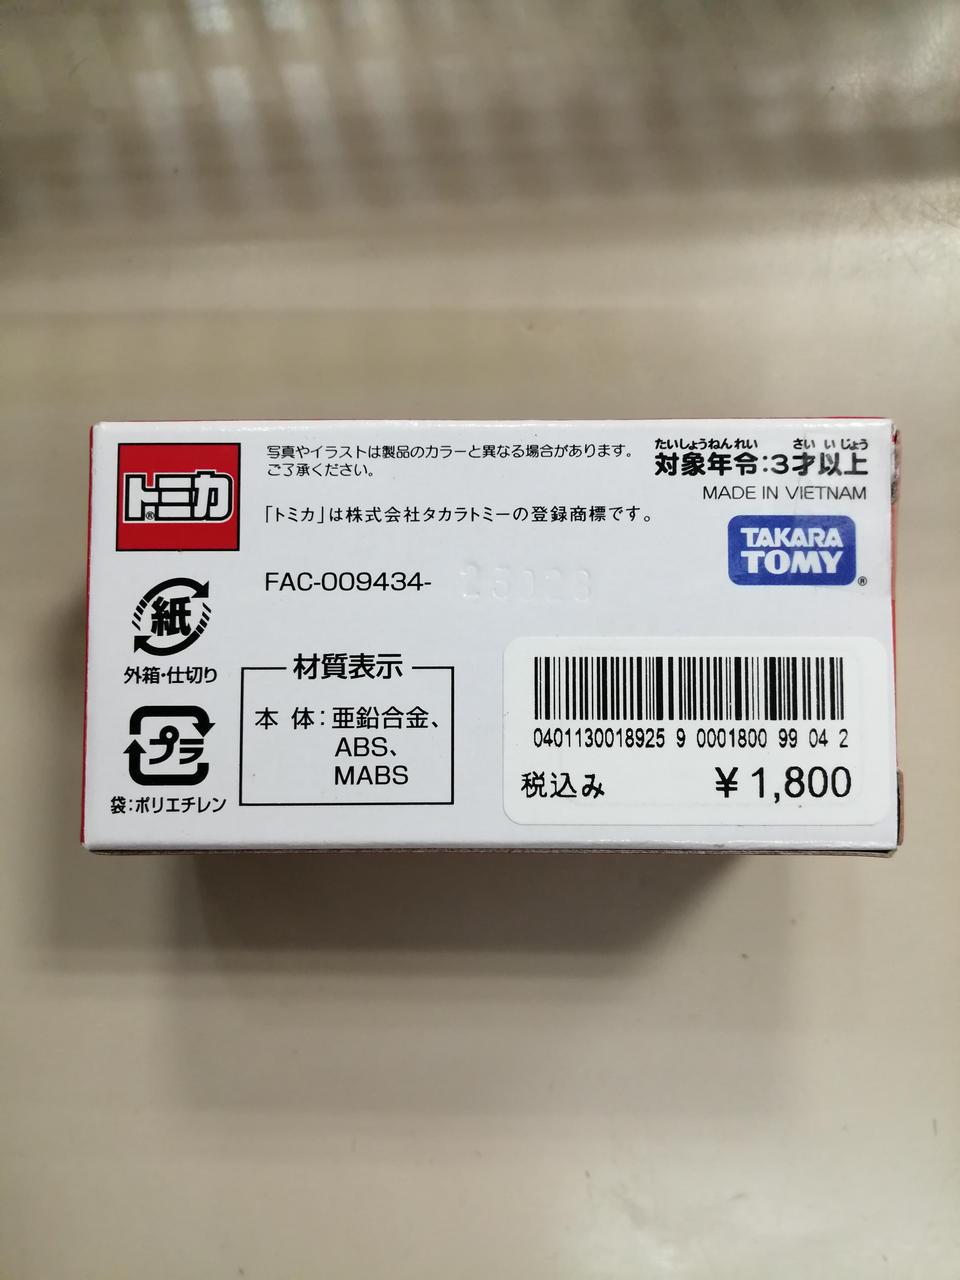 トミカ®
写真やイラストは製品のカラーと異なる場合があります。
ご了承ください。
「トミカ」は株式会社タカラトミーの登録商標です。
たいしょうねんれい さい いじょう
対象年令:3才以上
MADE IN VIETNAM
TAKARA
TOMY®
FAC-009434-
紙
外箱・仕切り
プラ
袋:ポリエチレン
材質表示
本 体:亜鉛合金、
ABS、
MABS
0401130018925 9 0001800 99 04 2
税込み ¥1,800